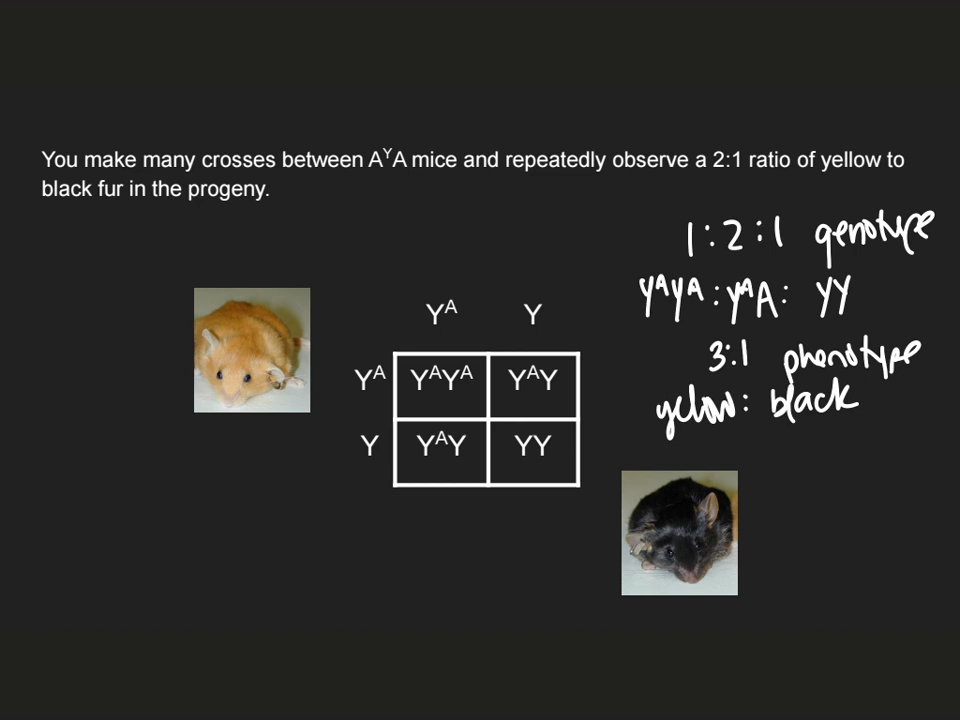 You make many crosses between AʸA mice and repeatedly observe a 2:1 ratio of yellow to
black fur in the progeny.
1:2:1 genotype
YᴬYᴬ : YᴬA : YY
3:1 phenotype
yellow: black
Yᴬ Y
Yᴬ YᴬYᴬ YᴬY
Y YᴬY YY